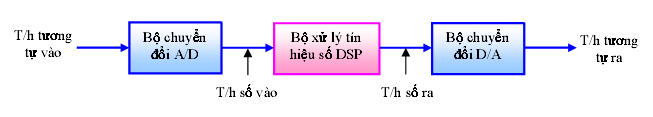 T/h tương
tự vào
Bộ chuyển
đổi A/D
Bộ xử lý tín
hiệu số DSP
Bộ chuyển
đổi D/A
T/h tương
tự ra
T/h số vào
T/h số ra